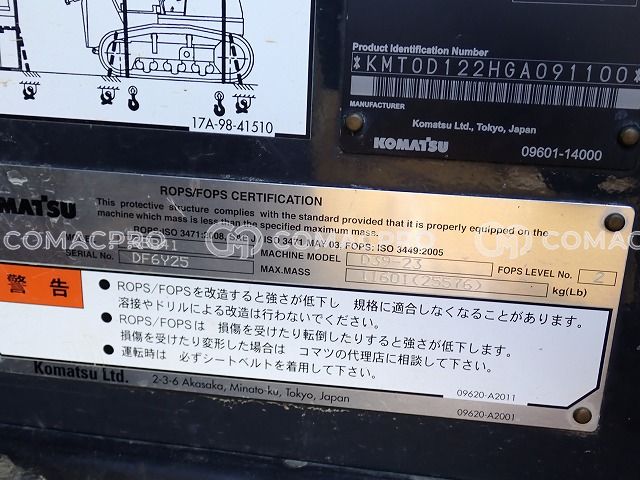 17A-98-41510
Product Identification Number
*KMT0D122HGA091100*
MANUFACTURER
Komatsu Ltd., Tokyo, Japan
KOMATSU
09601-14000
ROPS/FOPS CERTIFICATION
This protective structure complies with the standard provided that it is properly equipped on the
machine which mass is less than the specified maximum mass.
ROPS: ISO 3471:2008, ISO 3471 MAY 03, FOPS: ISO 3449:2005
SERIAL NO. DF6Y25
MACHINE MODEL D39-23
FOPS LEVEL No. 2
MAX.MASS 11601(25576) kg(Lb)
COMACPRO
COMACPRO
COMACPRO
警告
● ROPS/FOPSを改造すると強さが低下し 規格に適合しなくなることがあります。
溶接やドリルによる改造は行わないでください。
● ROPS/FOPSは 損傷を受けたり転倒したりすると強さが低下します。
損傷を受けたり変形した場合は コマツの代理店に相談して下さい。
● 運転時は 必ずシートベルトを着用して下さい。
09620-A2011
Komatsu Ltd. 2-3-6 Akasaka, Minato-ku, Tokyo, Japan
09620-A2001